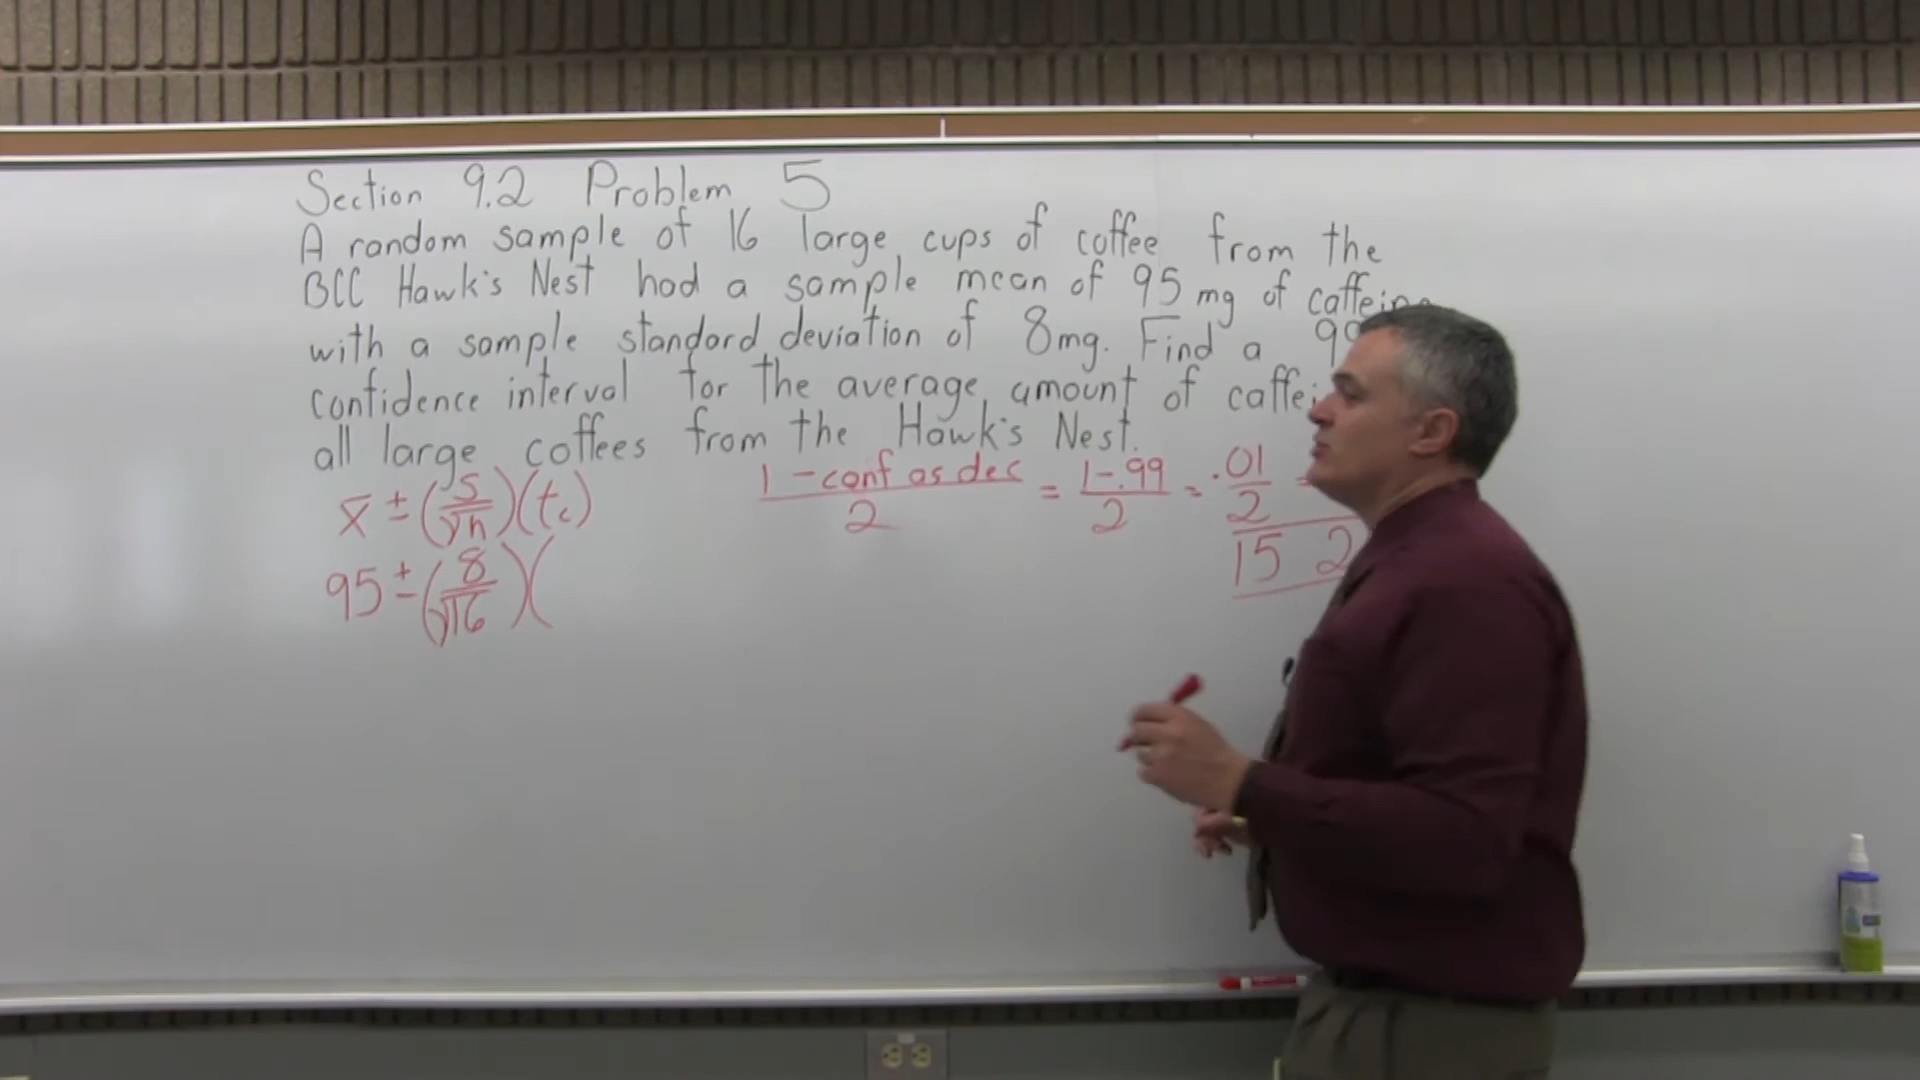 Section 9.2 Problem 5
A random sample of 16 large cups of coffee from the
BCC Hawk's Nest had a sample mean of 95 mg of caffeine
with a sample standard deviation of 8mg. Find a 99
confidence interval for the average amount of
all large coffees from the Hawk's Nest.
x̄ ± (s/√n)(t_c)
1 - conf as dec / 2 = 1-.99 / 2 = .01 / 2 =
95 ± (8/√16)(
15 2